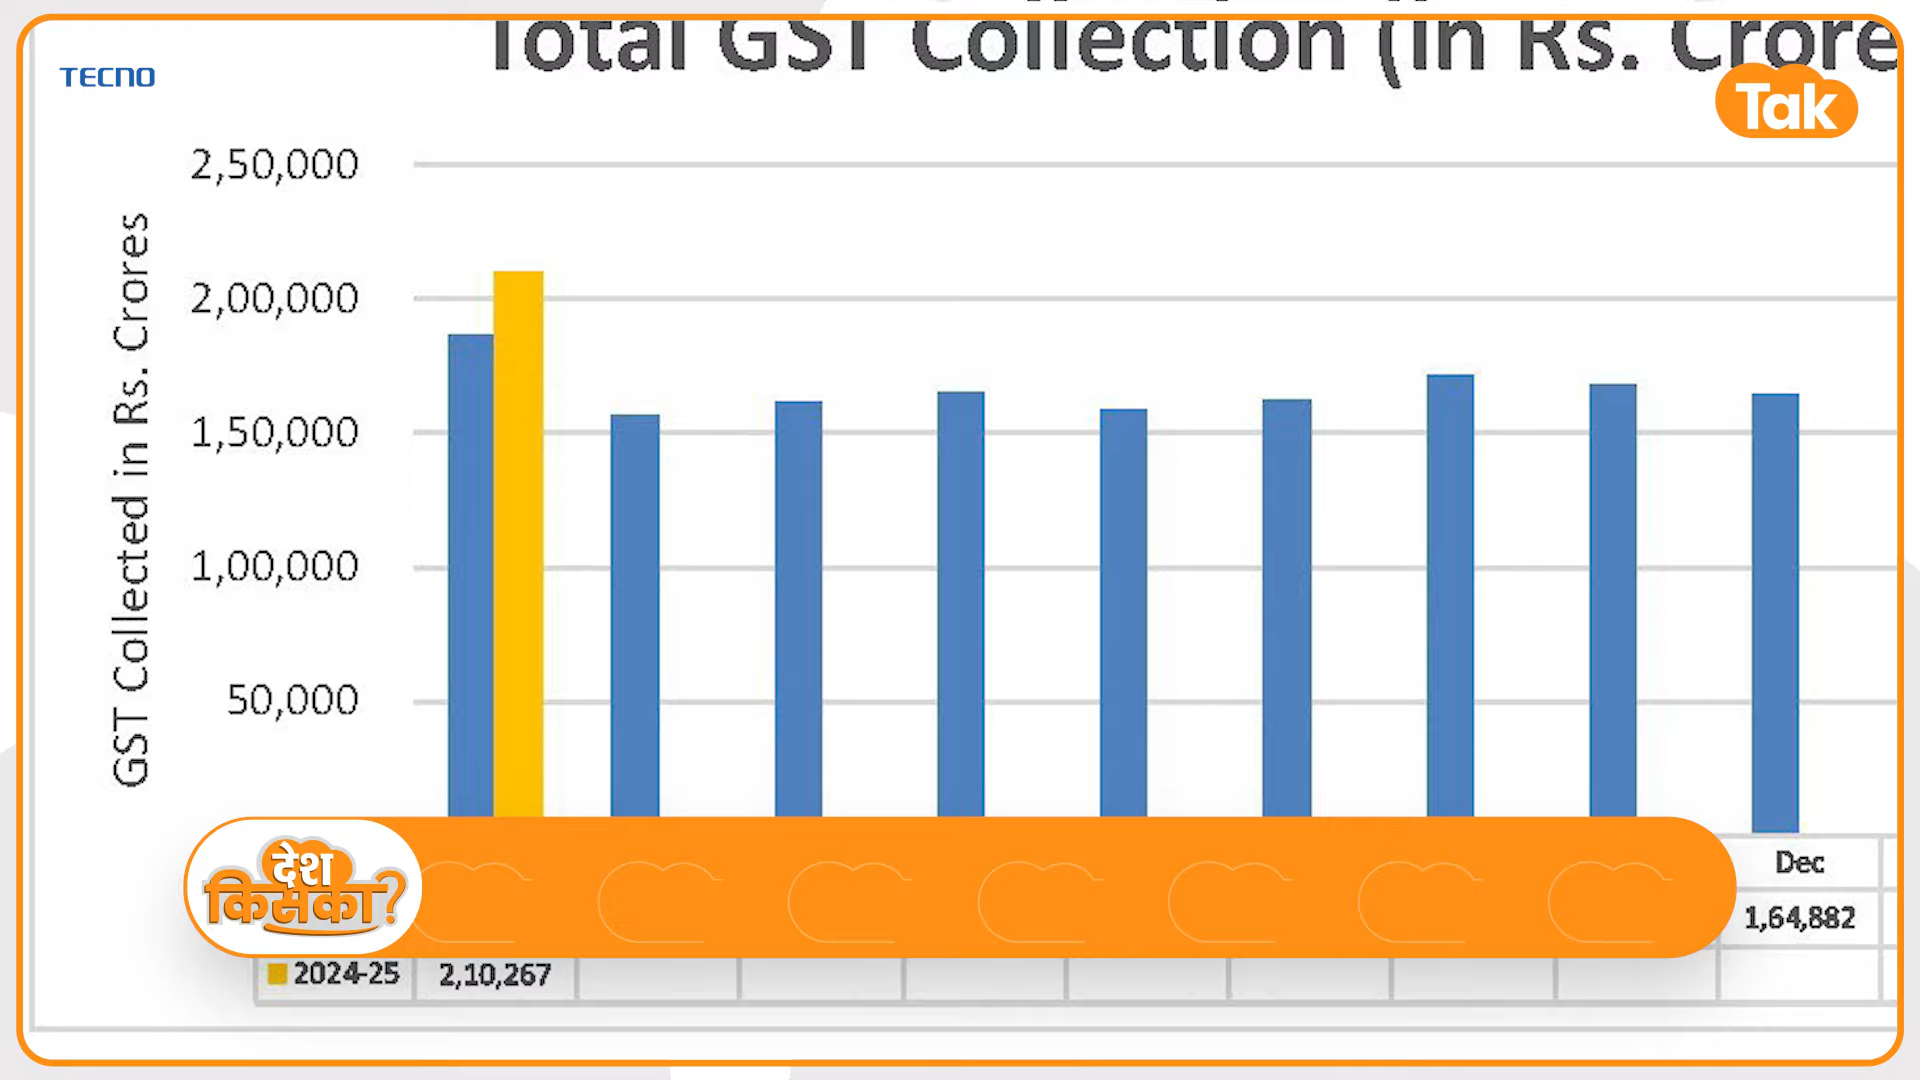 Total GST Collection (in Rs. Crore
TECNO
Tak
2,50,000
2,00,000
1,50,000
1,00,000
50,000
GST Collected in Rs. Crores
देश
किसका?
Dec
1,64,882
2024-25
2,10,267